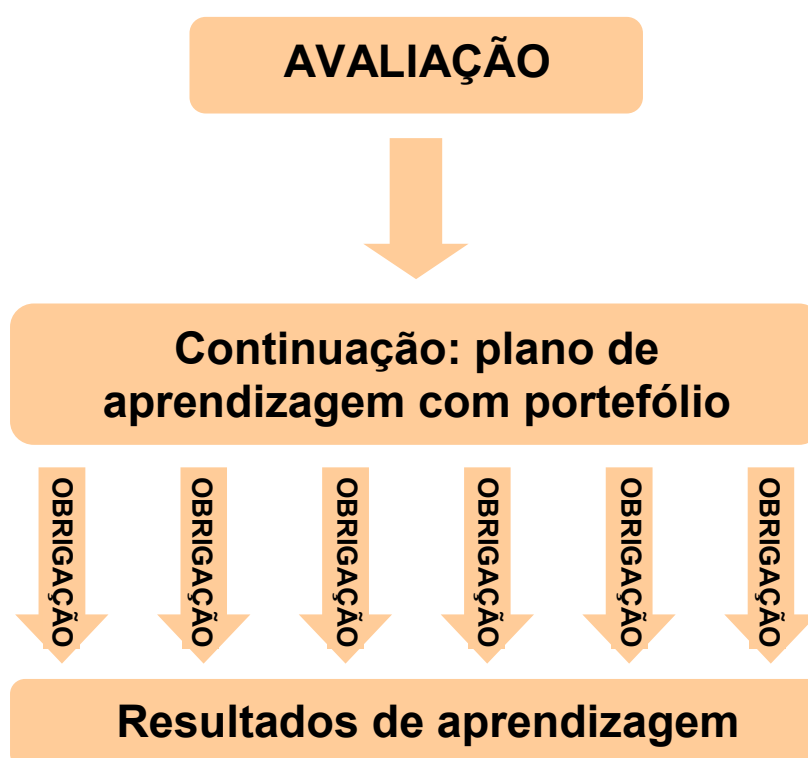 AVALIAÇÃO
Continuação: plano de
aprendizagem com portefólio
OBRIGAÇÃO
OBRIGAÇÃO
OBRIGAÇÃO
OBRIGAÇÃO
OBRIGAÇÃO
OBRIGAÇÃO
Resultados de aprendizagem